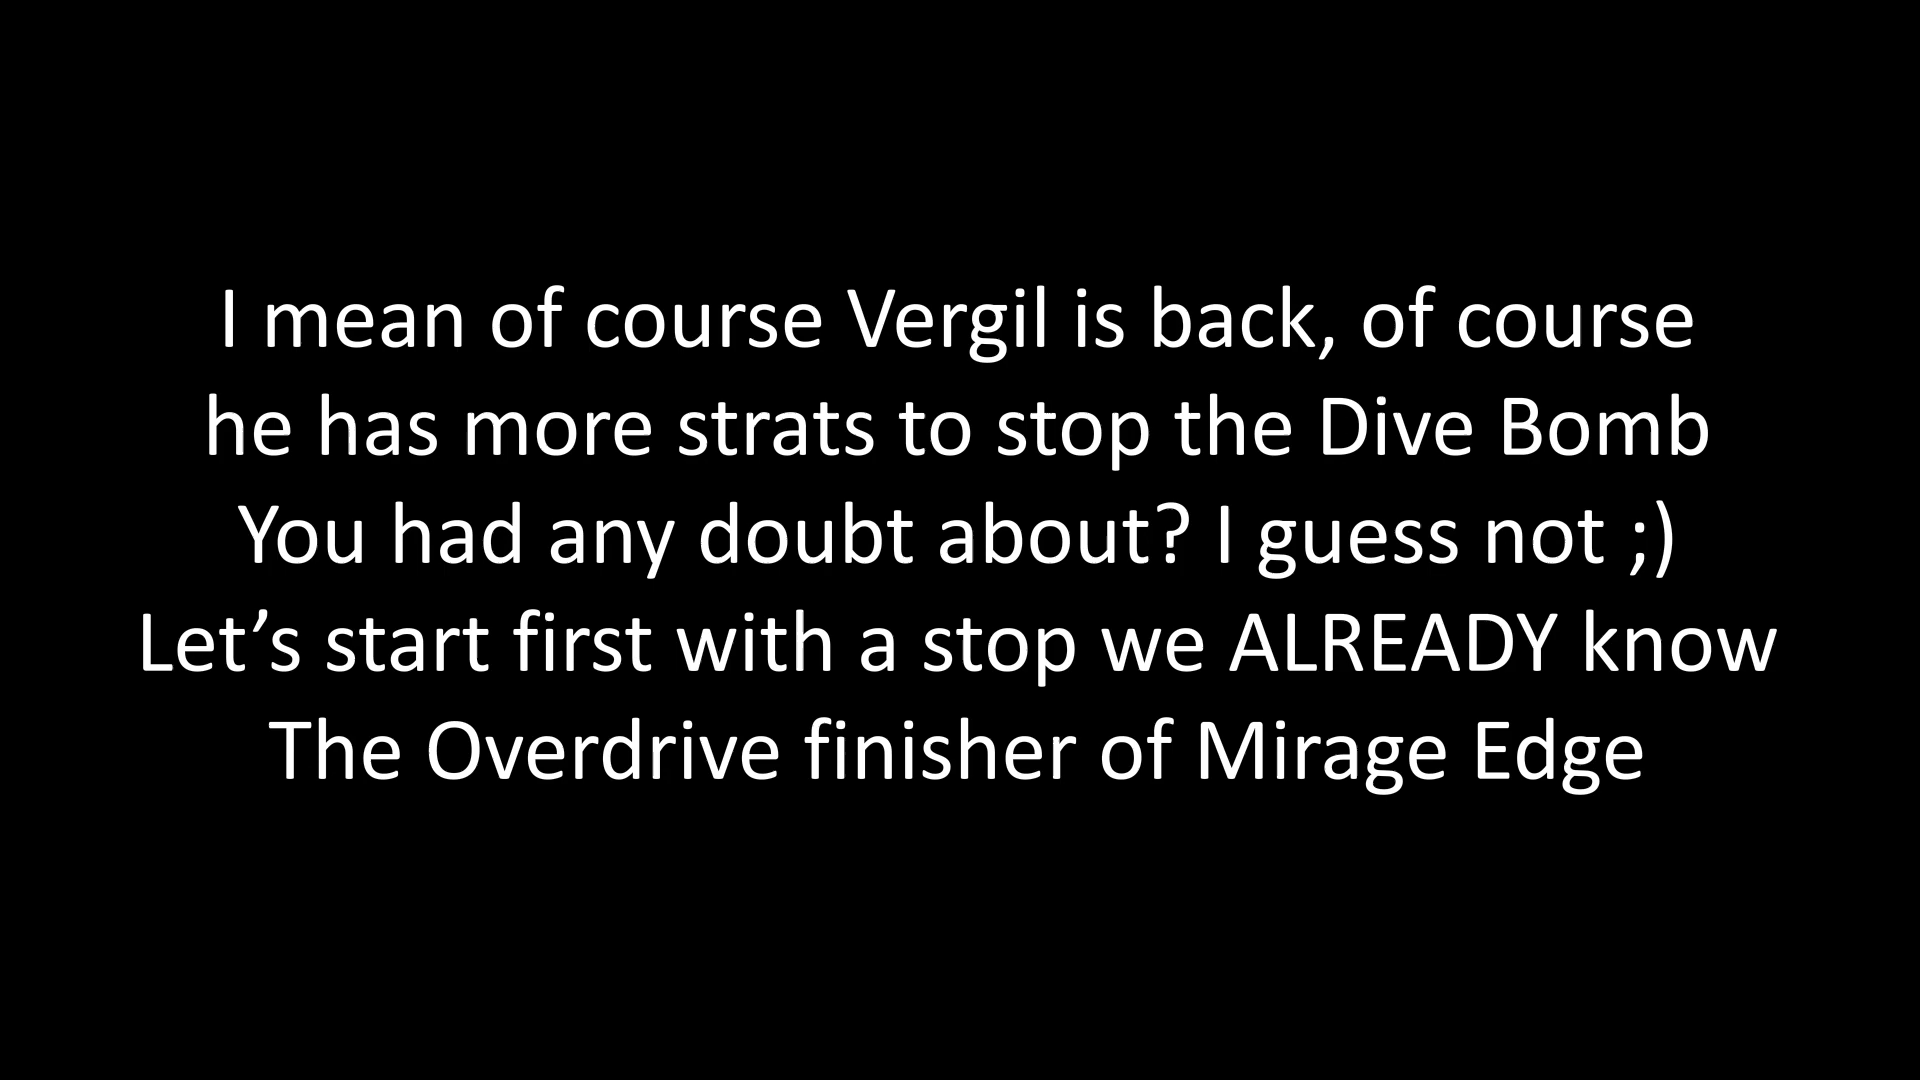 I mean of course Vergil is back, of course
he has more strats to stop the Dive Bomb
You had any doubt about? I guess not ;)
Let’s start first with a stop we ALREADY know
The Overdrive finisher of Mirage Edge